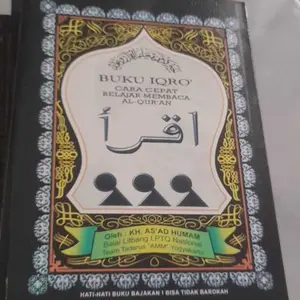 BUKU IQRO'
CARA CEPAT
BELAJAR MEMBACA
AL-QUR'AN
اقرأ
Oleh : KH. AS'AD HUMAM
Balai Litbang LPTQ Nasional
Team Tadarus "AMM" Yogyakarta
HATI-HATI BUKU BAJAKAN ! BISA TIDAK BAROKAH